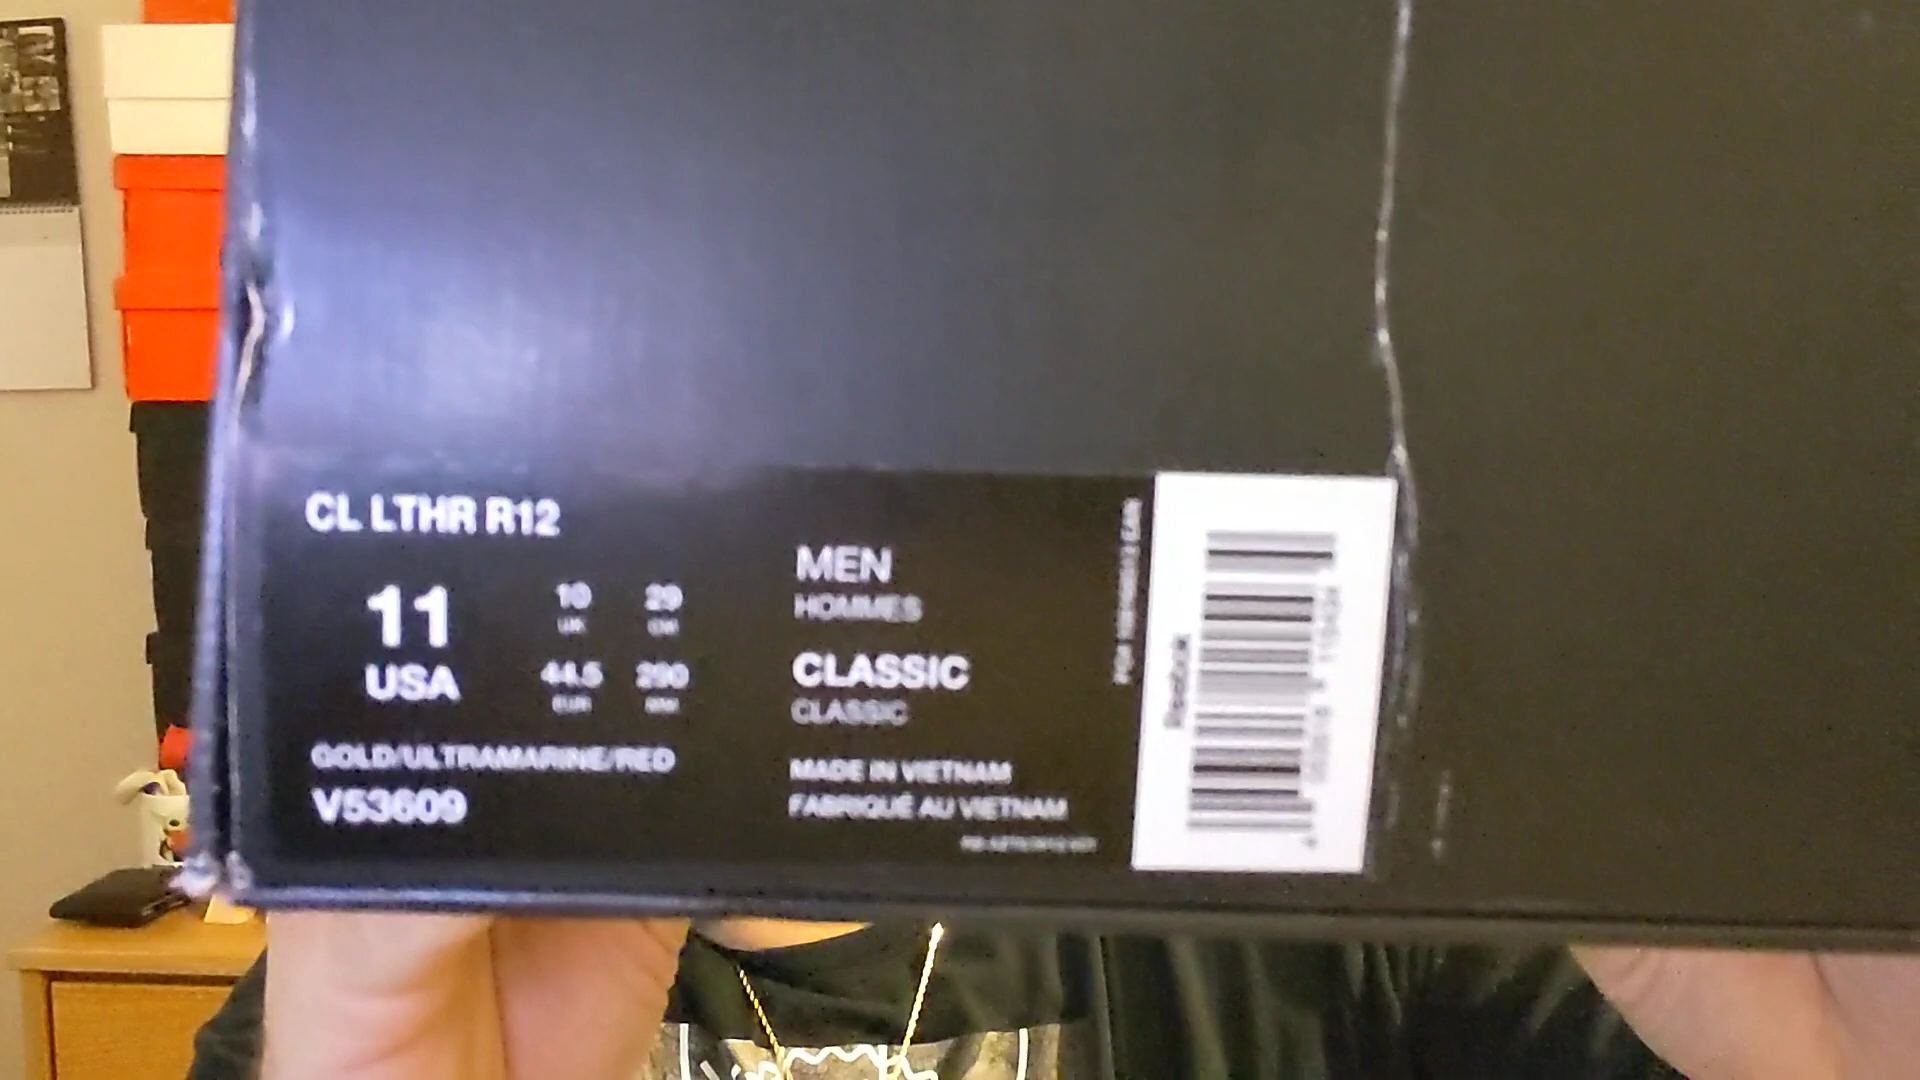 CL LTHR R12
11
USA
10
UK
29
CM
44.5
EUR
290
MM
GOLD/ULTRAMARINE/RED
V53609
MEN
HOMMES
CLASSIC
CLASSIC
MADE IN VIETNAM
FABRIQUÉ AU VIETNAM
Reebok